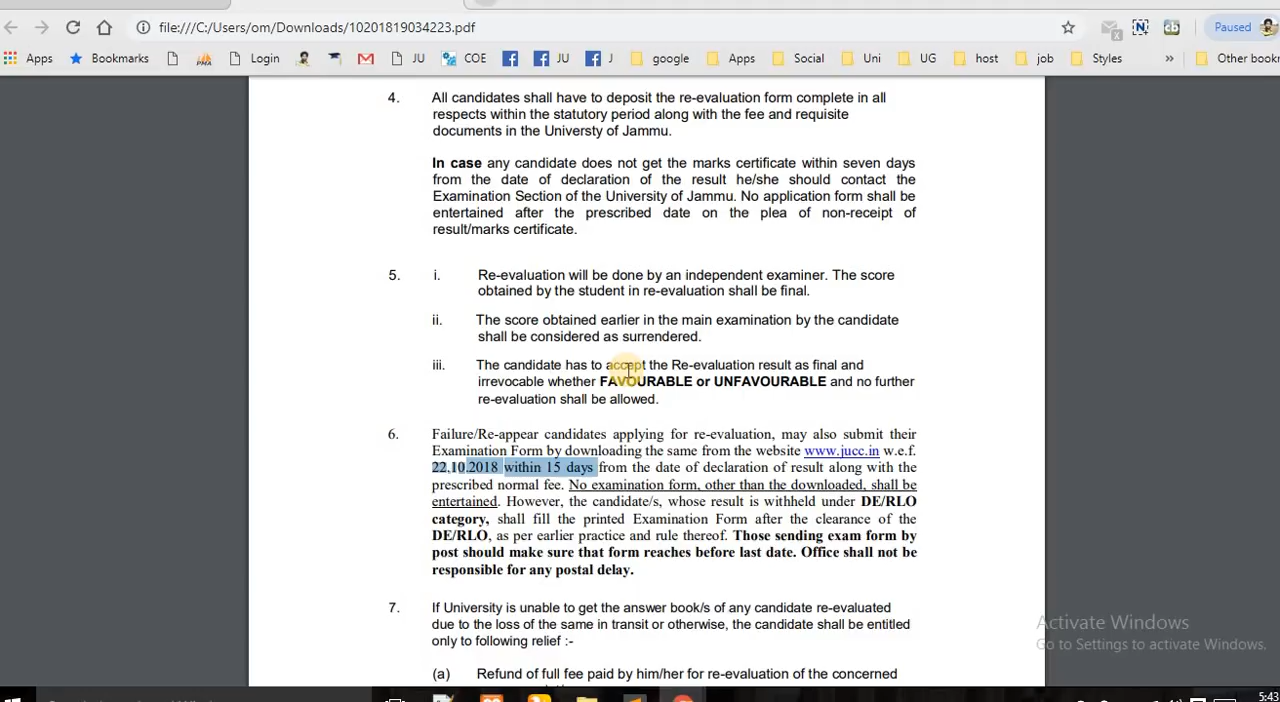 file:///C:/Users/om/Downloads/10201819034223.pdf
Paused
Apps Bookmarks Login JU COE JU J google Apps Social Uni UG host job Styles » Other bookr
4. All candidates shall have to deposit the re-evaluation form complete in all
respects within the statutory period along with the fee and requisite
documents in the Universty of Jammu.
In case any candidate does not get the marks certificate within seven days
from the date of declaration of the result he/she should contact the
Examination Section of the University of Jammu. No application form shall be
entertained after the prescribed date on the plea of non-receipt of
result/marks certificate.
5. i. Re-evaluation will be done by an independent examiner. The score
obtained by the student in re-evaluation shall be final.
ii. The score obtained earlier in the main examination by the candidate
shall be considered as surrendered.
iii. The candidate has to accept the Re-evaluation result as final and
irrevocable whether FAVOURABLE or UNFAVOURABLE and no further
re-evaluation shall be allowed.
6. Failure/Re-appear candidates applying for re-evaluation, may also submit their
Examination Form by downloading the same from the website www.jucc.in w.e.f.
22.10.2018 within 15 days from the date of declaration of result along with the
prescribed normal fee. No examination form, other than the downloaded, shall be
entertained. However, the candidate/s, whose result is withheld under DE/RLO
category, shall fill the printed Examination Form after the clearance of the
DE/RLO, as per earlier practice and rule thereof. Those sending exam form by
post should make sure that form reaches before last date. Office shall not be
responsible for any postal delay.
7. If University is unable to get the answer book/s of any candidate re-evaluated
due to the loss of the same in transit or otherwise, the candidate shall be entitled
only to following relief :-
(a) Refund of full fee paid by him/her for re-evaluation of the concerned
Activate Windows
Go to Settings to activate Windows.
5:43